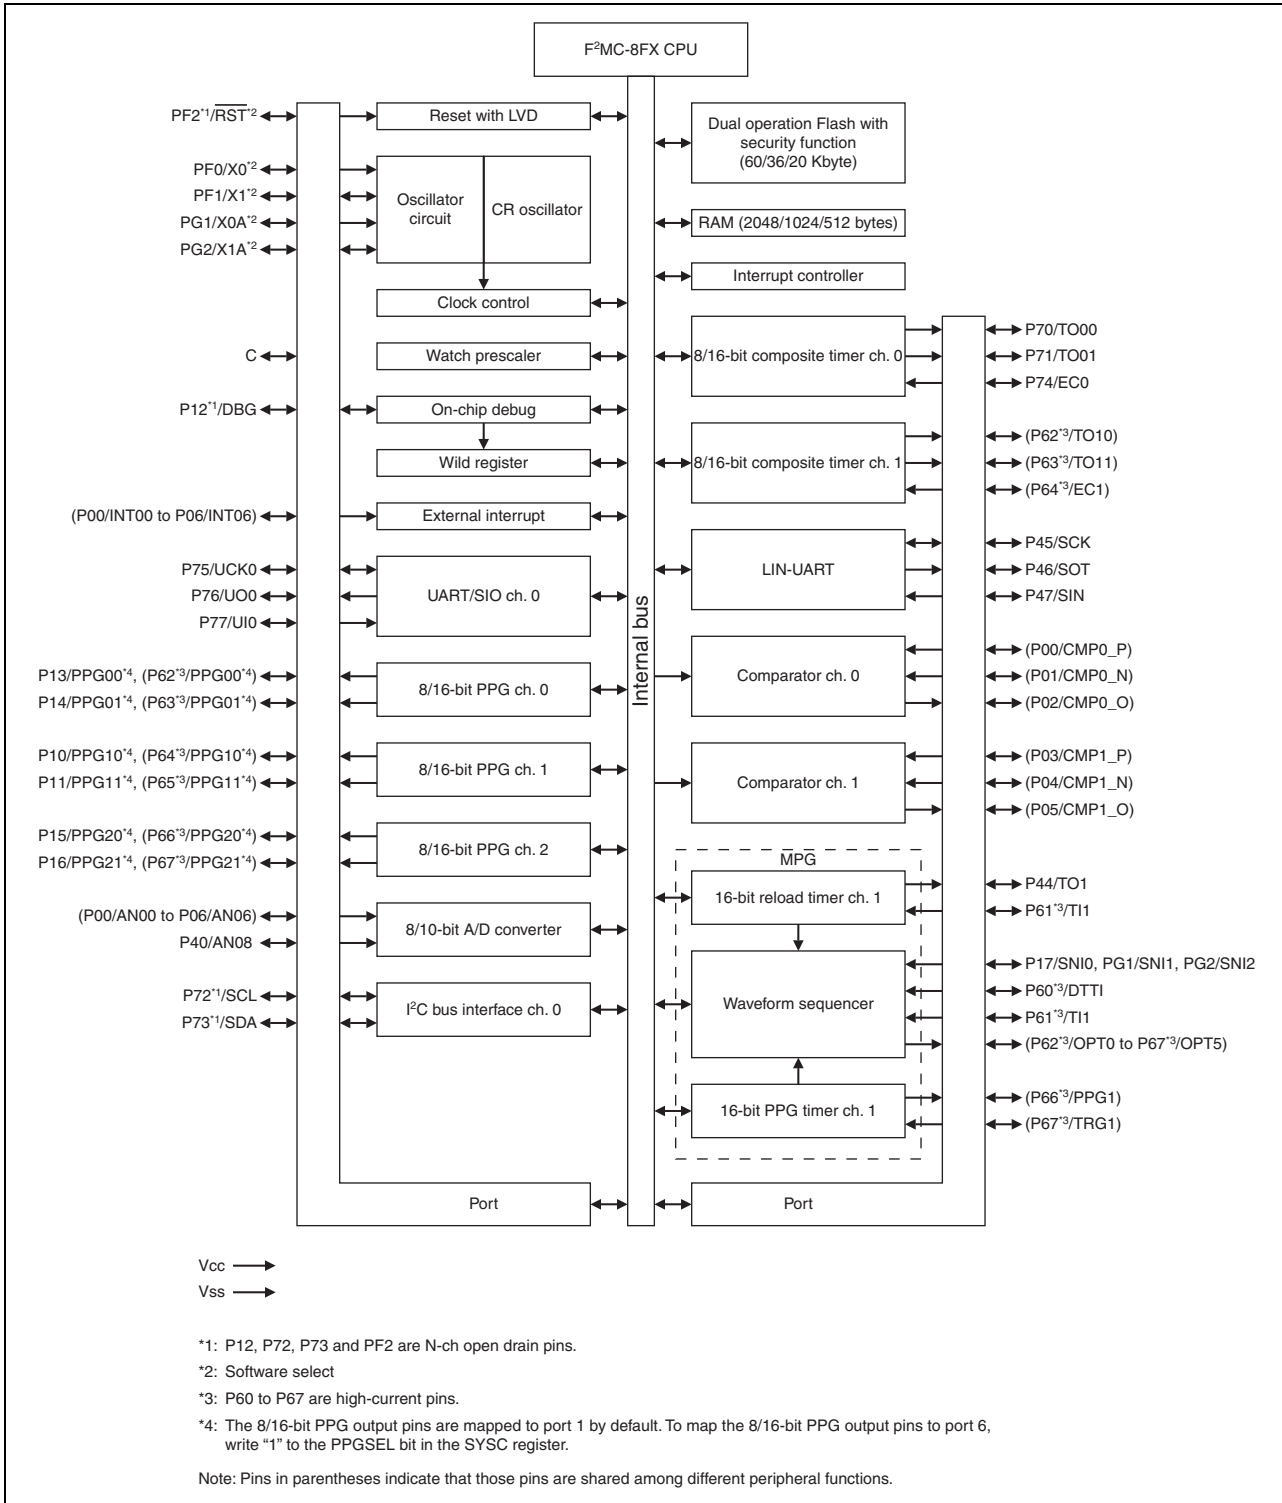 F²MC-8FX CPU
PF2*1/RST*2
Reset with LVD
Dual operation Flash with
security function
(60/36/20 Kbyte)
PF0/X0*2
PF1/X1*2
PG1/X0A*2
PG2/X1A*2
Oscillator
circuit
CR oscillator
RAM (2048/1024/512 bytes)
Interrupt controller
Clock control
C
Watch prescaler
8/16-bit composite timer ch. 0
P70/TO00
P71/TO01
P74/EC0
P12*1/DBG
On-chip debug
Wild register
8/16-bit composite timer ch. 1
(P62*3/TO10)
(P63*3/TO11)
(P64*3/EC1)
(P00/INT00 to P06/INT06)
External interrupt
P75/UCK0
P76/UO0
P77/UI0
UART/SIO ch. 0
LIN-UART
P45/SCK
P46/SOT
P47/SIN
Internal bus
P13/PPG00*4, (P62*3/PPG00*4)
P14/PPG01*4, (P63*3/PPG01*4)
8/16-bit PPG ch. 0
Comparator ch. 0
(P00/CMP0_P)
(P01/CMP0_N)
(P02/CMP0_O)
P10/PPG10*4, (P64*3/PPG10*4)
P11/PPG11*4, (P65*3/PPG11*4)
8/16-bit PPG ch. 1
Comparator ch. 1
(P03/CMP1_P)
(P04/CMP1_N)
(P05/CMP1_O)
P15/PPG20*4, (P66*3/PPG20*4)
P16/PPG21*4, (P67*3/PPG21*4)
8/16-bit PPG ch. 2
MPG
16-bit reload timer ch. 1
P44/TO1
P61*3/TI1
(P00/AN00 to P06/AN06)
P40/AN08
8/10-bit A/D converter
Waveform sequencer
P17/SNI0, PG1/SNI1, PG2/SNI2
P60*3/DTTI
P61*3/TI1
(P62*3/OPT0 to P67*3/OPT5)
P72*1/SCL
P73*1/SDA
I²C bus interface ch. 0
16-bit PPG timer ch. 1
(P66*3/PPG1)
(P67*3/TRG1)
Port
Port
Vcc
Vss
*1: P12, P72, P73 and PF2 are N-ch open drain pins.
*2: Software select
*3: P60 to P67 are high-current pins.
*4: The 8/16-bit PPG output pins are mapped to port 1 by default. To map the 8/16-bit PPG output pins to port 6,
write “1” to the PPGSEL bit in the SYSC register.
Note: Pins in parentheses indicate that those pins are shared among different peripheral functions.